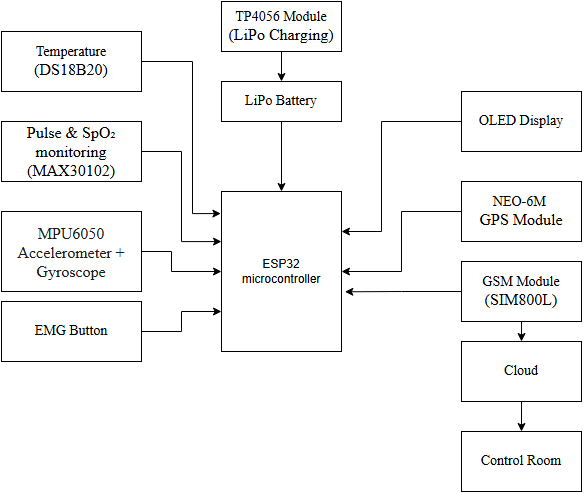 TP4056 Module
(LiPo Charging)
Temperature
(DS18B20)
LiPo Battery
OLED Display
Pulse & SpO₂
monitoring
(MAX30102)
NEO-6M
GPS Module
MPU6050
Accelerometer +
Gyroscope
ESP32
microcontroller
GSM Module
(SIM800L)
EMG Button
Cloud
Control Room